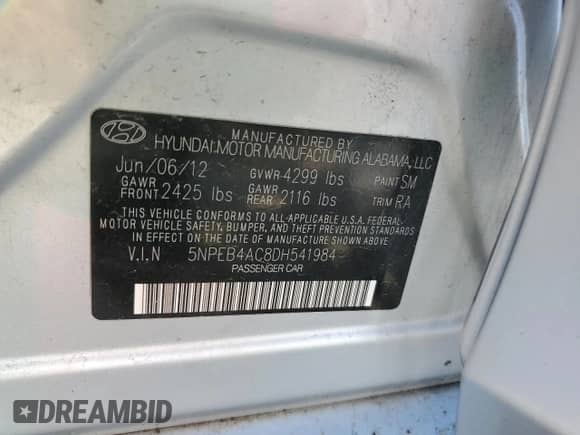 MANUFACTURED BY
HYUNDAI MOTOR MANUFACTURING ALABAMA, LLC
Jun/06/12 GVWR 4299 lbs PAINT SM
GAWR FRONT 2425 lbs GAWR REAR 2116 lbs TRIM RA
THIS VEHICLE CONFORMS TO ALL APPLICABLE U.S.A. FEDERAL
MOTOR VEHICLE SAFETY, BUMPER, AND THEFT PREVENTION STANDARDS
IN EFFECT ON THE DATE OF MANUFACTURE SHOWN ABOVE.
V.I.N 5NPEB4AC8DH541984
PASSENGER CAR
DREAMBID